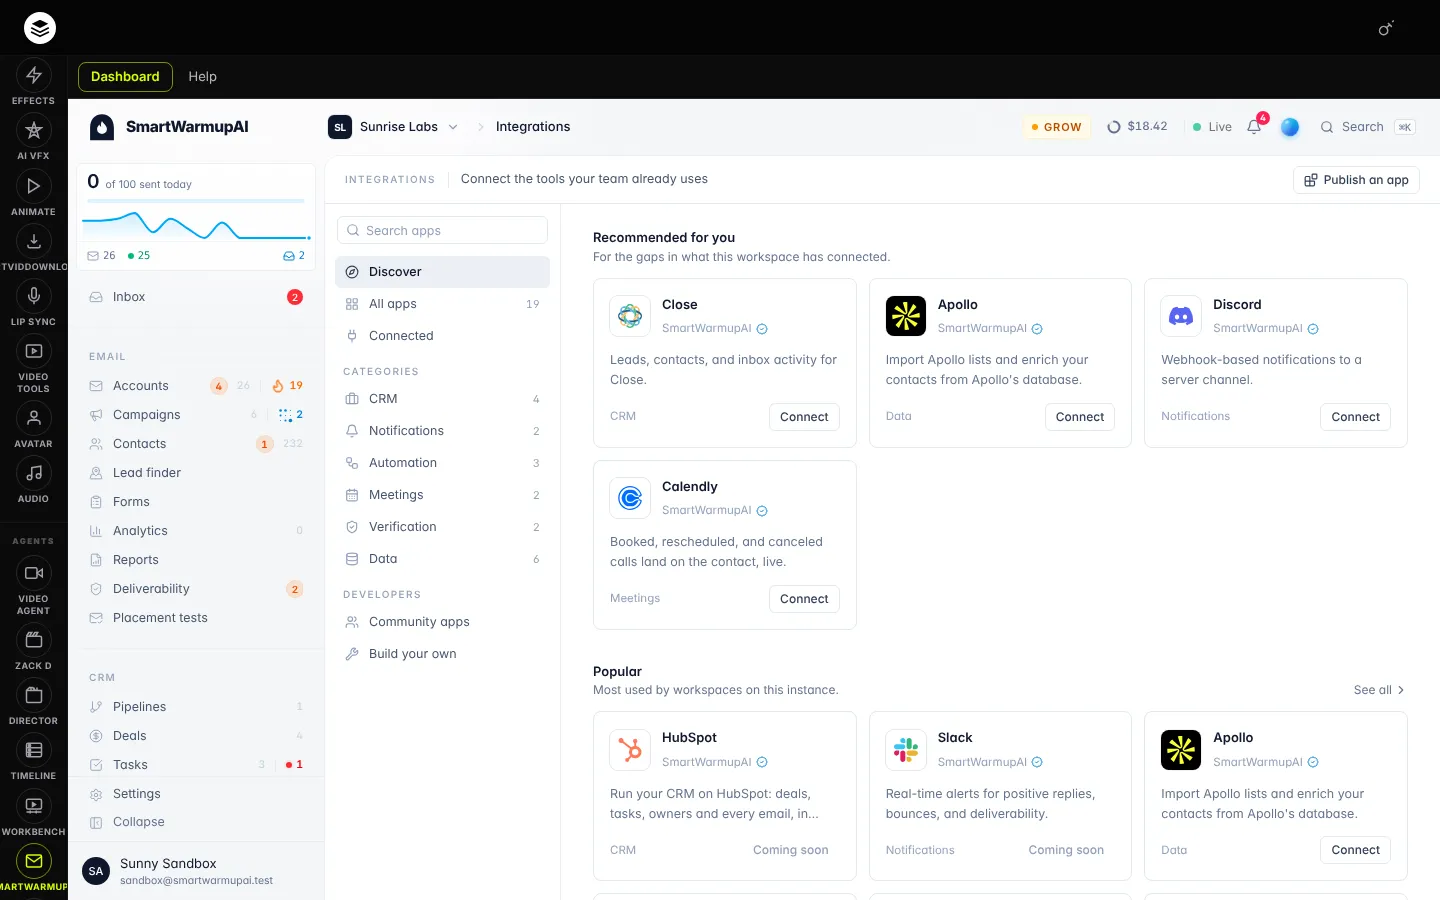 Dashboard
Help
EFFECTS
AI VFX
ANIMATE
TVIDDOWNLO
LIP SYNC
VIDEO
TOOLS
AVATAR
AUDIO
AGENTS
VIDEO
AGENT
ZACK D
DIRECTOR
TIMELINE
WORKBENCH
MARTWARMUP
SmartWarmupAI
SL Sunrise Labs
Integrations
GROW
$18.42
Live
4
Search
⌘K
0 of 100 sent today
26
25
2
Inbox 2
EMAIL
Accounts 4 26 19
Campaigns 6 2
Contacts 1 232
Lead finder
Forms
Analytics 0
Reports
Deliverability 2
Placement tests
CRM
Pipelines 1
Deals 4
Tasks 3 1
Settings
Collapse
SA
Sunny Sandbox
sandbox@smartwarmupai.test
INTEGRATIONS
Connect the tools your team already uses
Publish an app
Search apps
Discover
All apps 19
Connected
CATEGORIES
CRM 4
Notifications 2
Automation 3
Meetings 2
Verification 2
Data 6
DEVELOPERS
Community apps
Build your own
Recommended for you
For the gaps in what this workspace has connected.
Close
SmartWarmupAI
Leads, contacts, and inbox activity for
Close.
CRM
Connect
Apollo
SmartWarmupAI
Import Apollo lists and enrich your
contacts from Apollo's database.
Data
Connect
Discord
SmartWarmupAI
Webhook-based notifications to a
server channel.
Notifications
Connect
Calendly
SmartWarmupAI
Booked, rescheduled, and canceled
calls land on the contact, live.
Meetings
Connect
Popular
Most used by workspaces on this instance.
See all
HubSpot
SmartWarmupAI
Run your CRM on HubSpot: deals,
tasks, owners and every email, in...
CRM
Coming soon
Slack
SmartWarmupAI
Real-time alerts for positive replies,
bounces, and deliverability.
Notifications
Coming soon
Apollo
SmartWarmupAI
Import Apollo lists and enrich your
contacts from Apollo's database.
Data
Connect